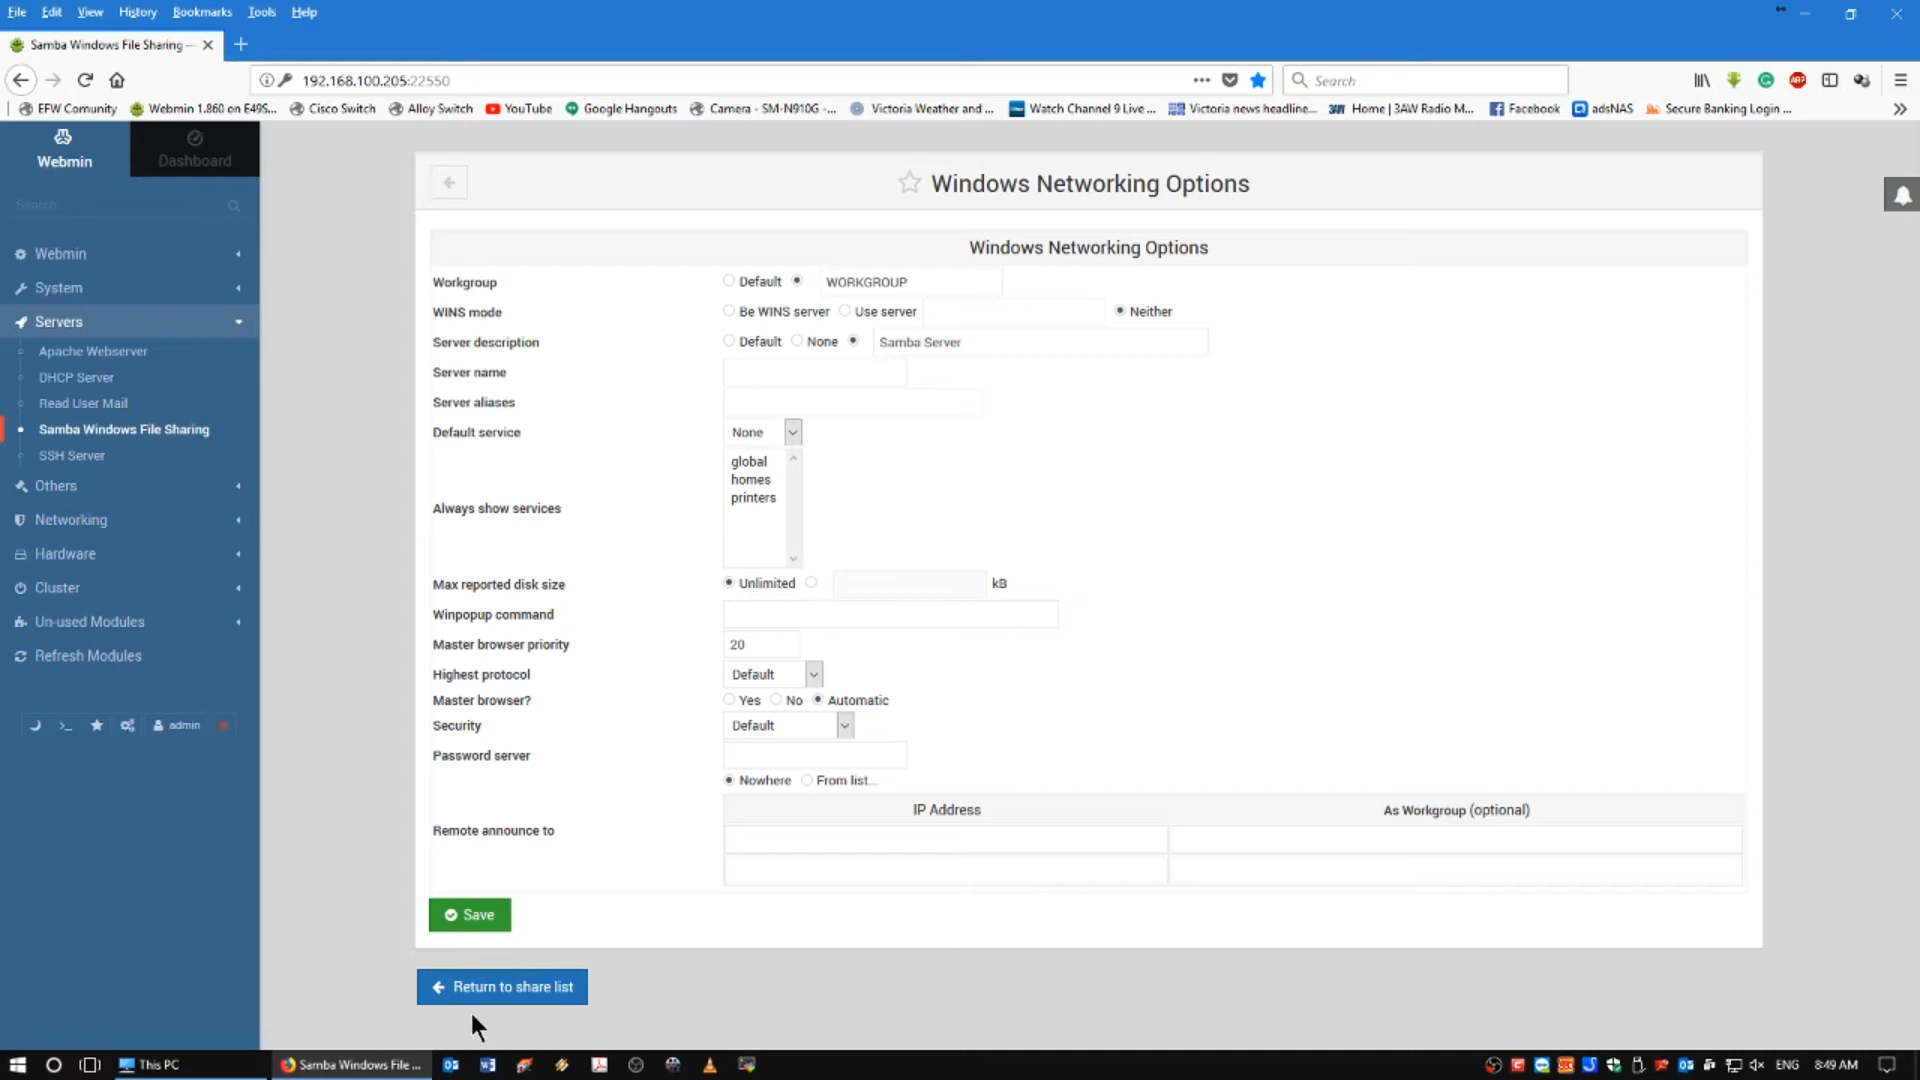 File Edit View History Bookmarks Tools Help
Samba Windows File Sharing —
192.168.100.205:22550
Search
EFW Comunity Webmin 1.860 on E49S... Cisco Switch Alloy Switch YouTube Google Hangouts Camera - SM-N910G -... Victoria Weather and ... Watch Channel 9 Live ... Victoria news headline... Home | 3AW Radio M... Facebook adsNAS Secure Banking Login ...
Webmin
Dashboard
Search
Webmin
System
Servers
Apache Webserver
DHCP Server
Read User Mail
Samba Windows File Sharing
SSH Server
Others
Networking
Hardware
Cluster
Un-used Modules
Refresh Modules
admin
Windows Networking Options
Windows Networking Options
Workgroup Default WORKGROUP
WINS mode Be WINS server Use server Neither
Server description Default None Samba Server
Server name
Server aliases
Default service None
Always show services
global
homes
printers
Max reported disk size Unlimited kB
Winpopup command
Master browser priority 20
Highest protocol Default
Master browser? Yes No Automatic
Security Default
Password server
Remote announce to
Nowhere From list...
IP Address As Workgroup (optional)
Save
Return to share list
This PC Samba Windows File ... ENG 8:49 AM